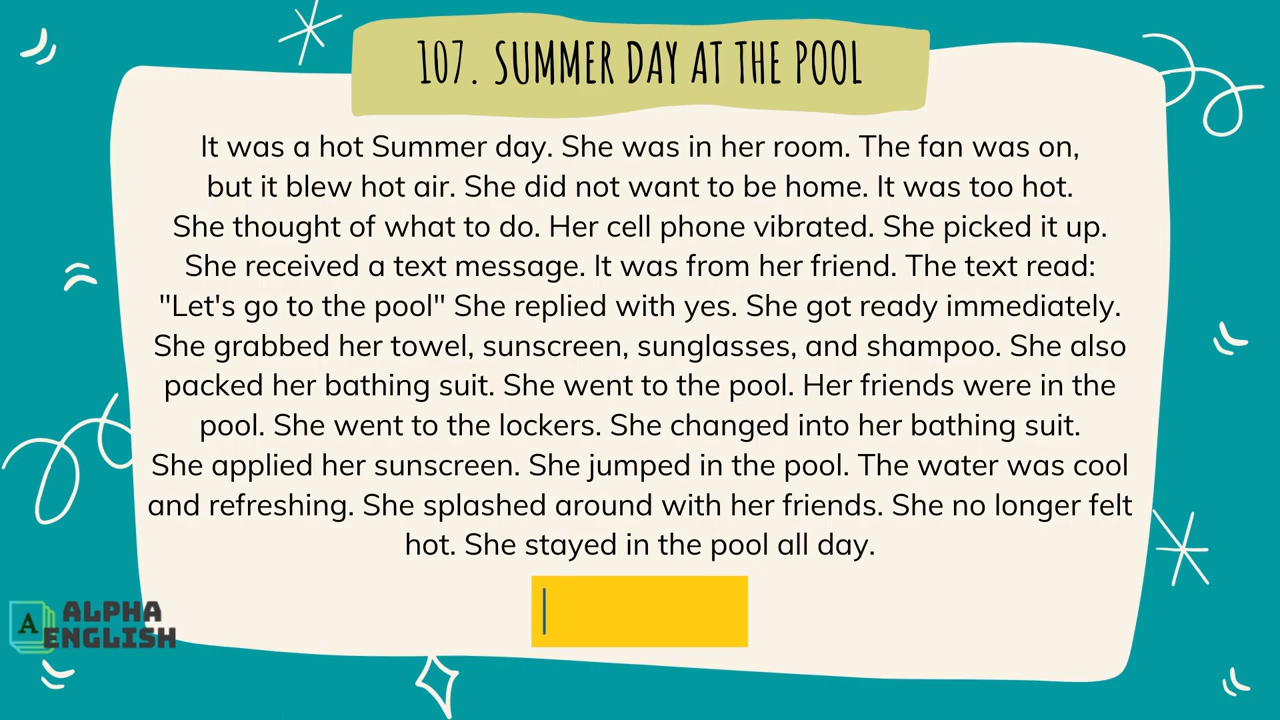 107. SUMMER DAY AT THE POOL
It was a hot Summer day. She was in her room. The fan was on,
but it blew hot air. She did not want to be home. It was too hot.
She thought of what to do. Her cell phone vibrated. She picked it up.
She received a text message. It was from her friend. The text read:
"Let's go to the pool" She replied with yes. She got ready immediately.
She grabbed her towel, sunscreen, sunglasses, and shampoo. She also
packed her bathing suit. She went to the pool. Her friends were in the
pool. She went to the lockers. She changed into her bathing suit.
She applied her sunscreen. She jumped in the pool. The water was cool
and refreshing. She splashed around with her friends. She no longer felt
hot. She stayed in the pool all day.
A
ALPHA
ENGLISH